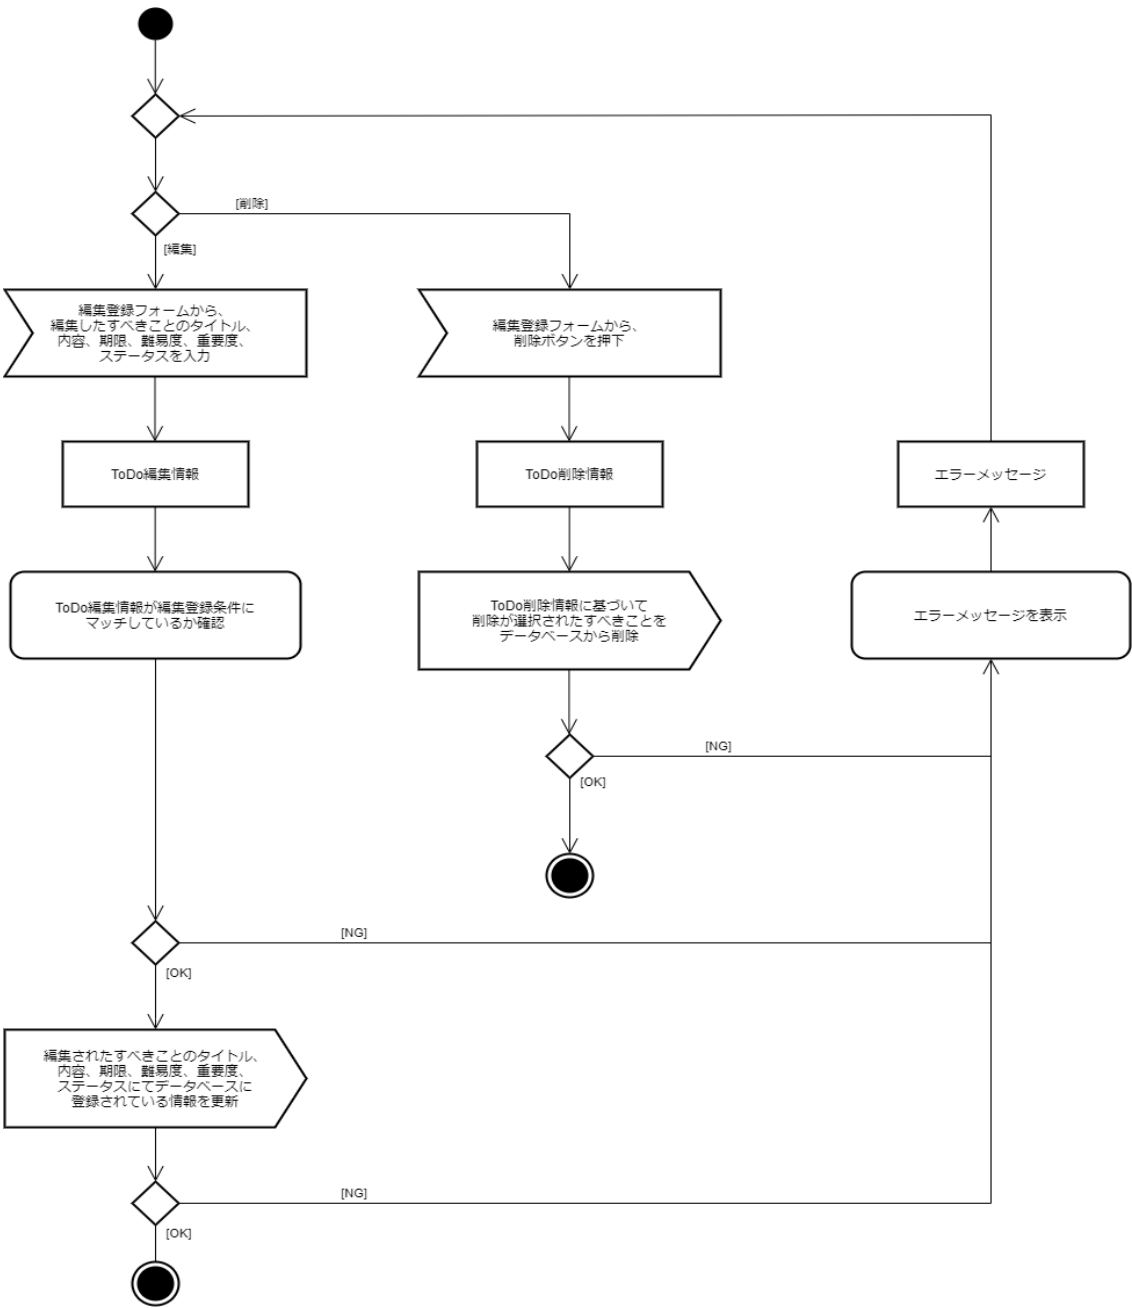 [削除]
[編集]
編集登録フォームから、
編集したすべきことのタイトル、
内容、期限、難易度、重要度、
ステータスを入力
編集登録フォームから、
削除ボタンを押下
ToDo編集情報
ToDo削除情報
エラーメッセージ
ToDo編集情報が編集登録条件に
マッチしているか確認
ToDo削除情報に基づいて
削除が選択されたすべきことを
データベースから削除
エラーメッセージを表示
[NG]
[OK]
[NG]
[OK]
編集されたすべきことのタイトル、
内容、期限、難易度、重要度、
ステータスにてデータベースに
登録されている情報を更新
[NG]
[OK]